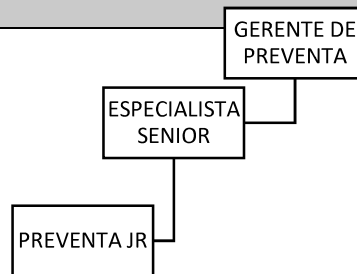 GERENTE DE
PREVENTA
ESPECIALISTA
SENIOR
PREVENTA JR